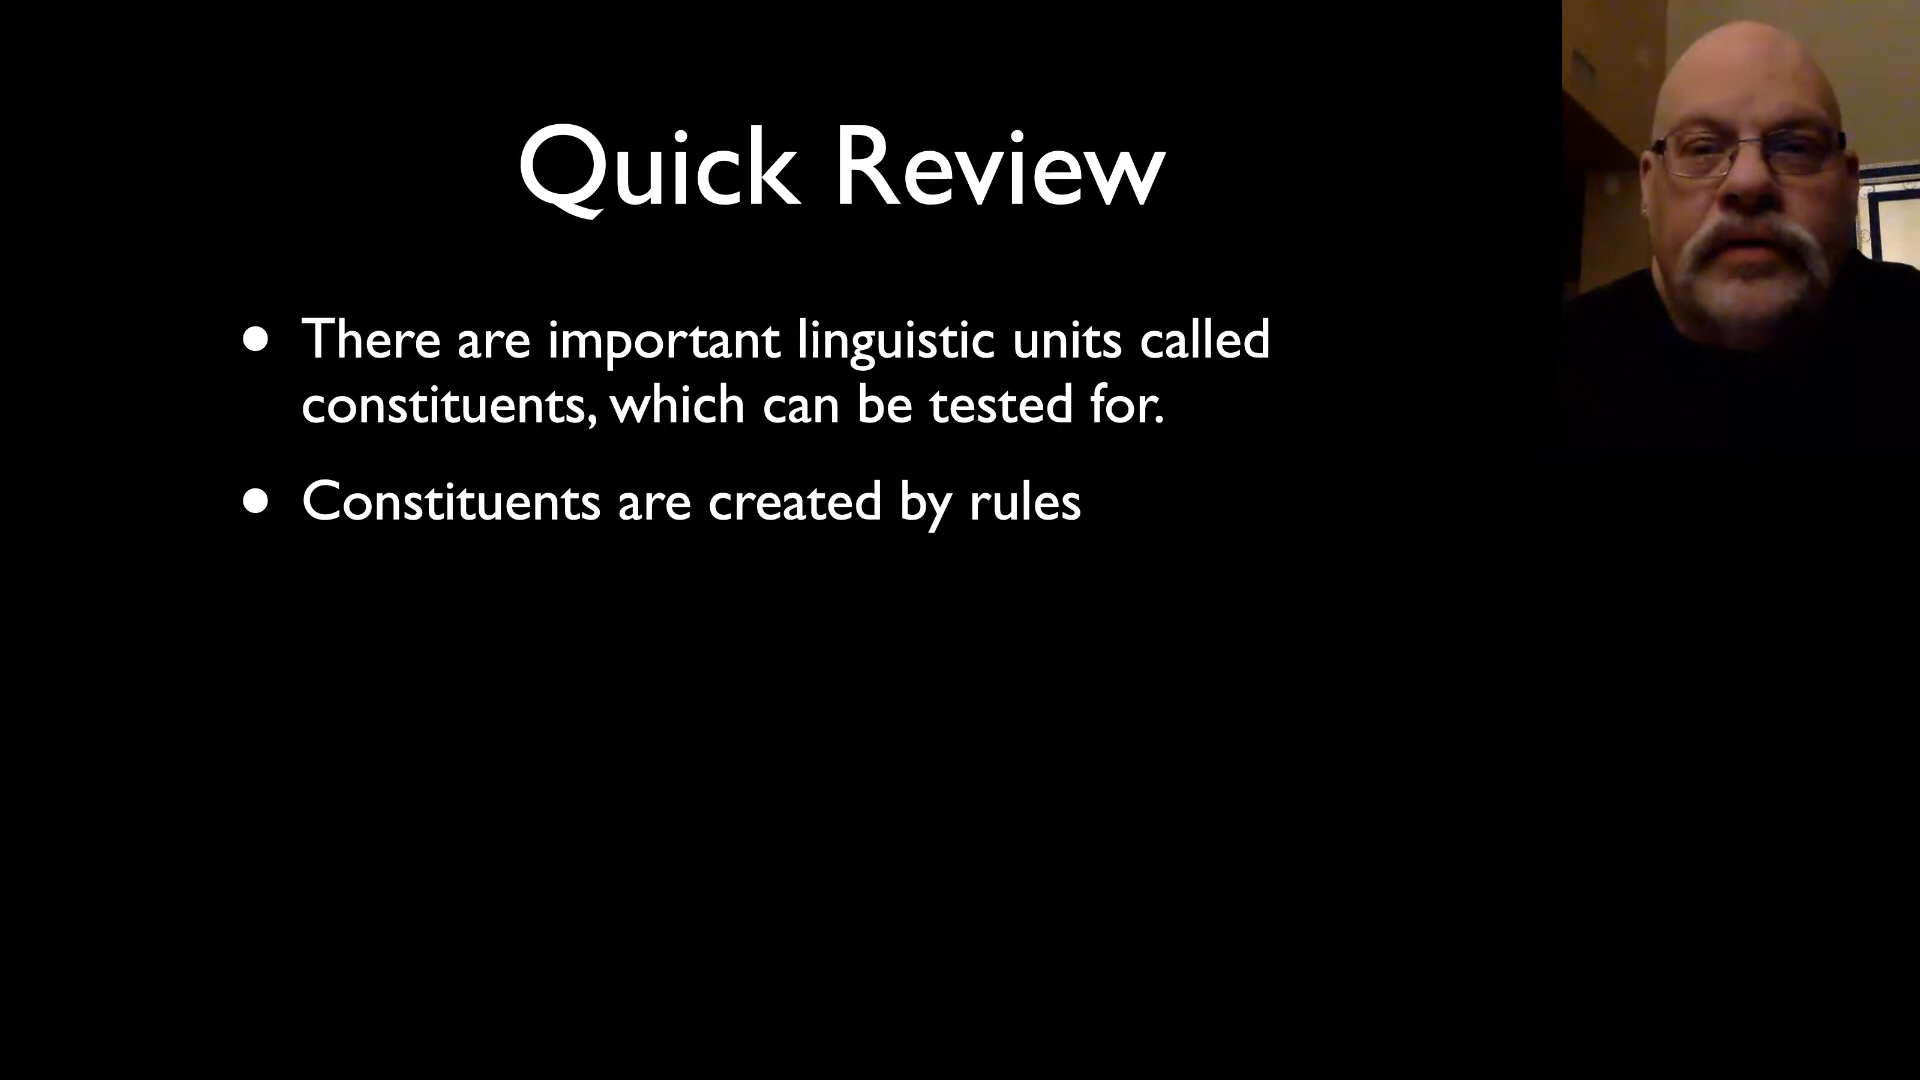 Quick Review
• There are important linguistic units called
constituents, which can be tested for.
• Constituents are created by rules